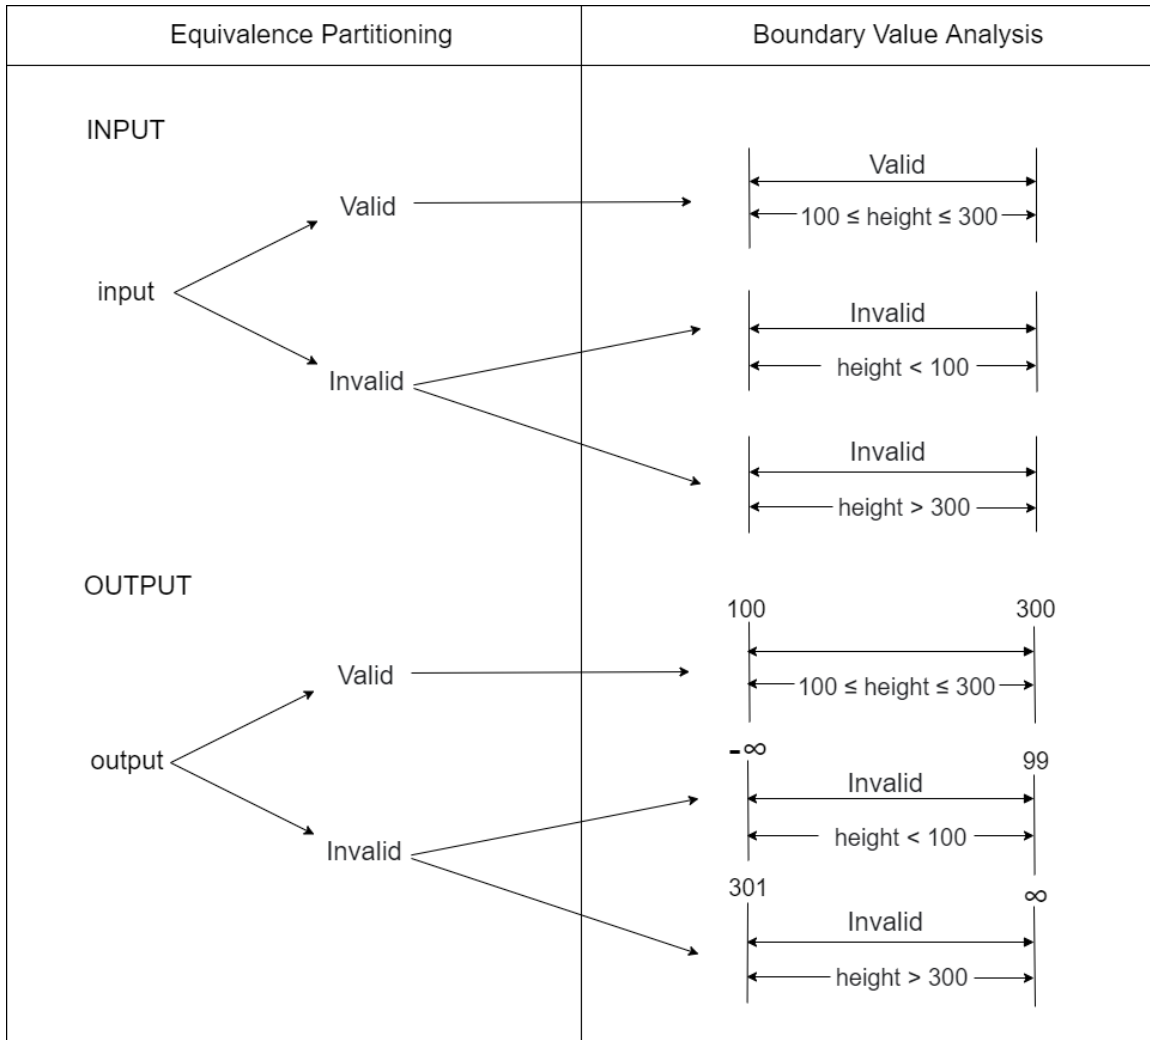 Equivalence Partitioning
Boundary Value Analysis
INPUT
input
Valid
Invalid
Valid
100 ≤ height ≤ 300
Invalid
height < 100
Invalid
height > 300
OUTPUT
output
Valid
Invalid
100 300
100 ≤ height ≤ 300
-∞ 99
Invalid
height < 100
301 ∞
Invalid
height > 300